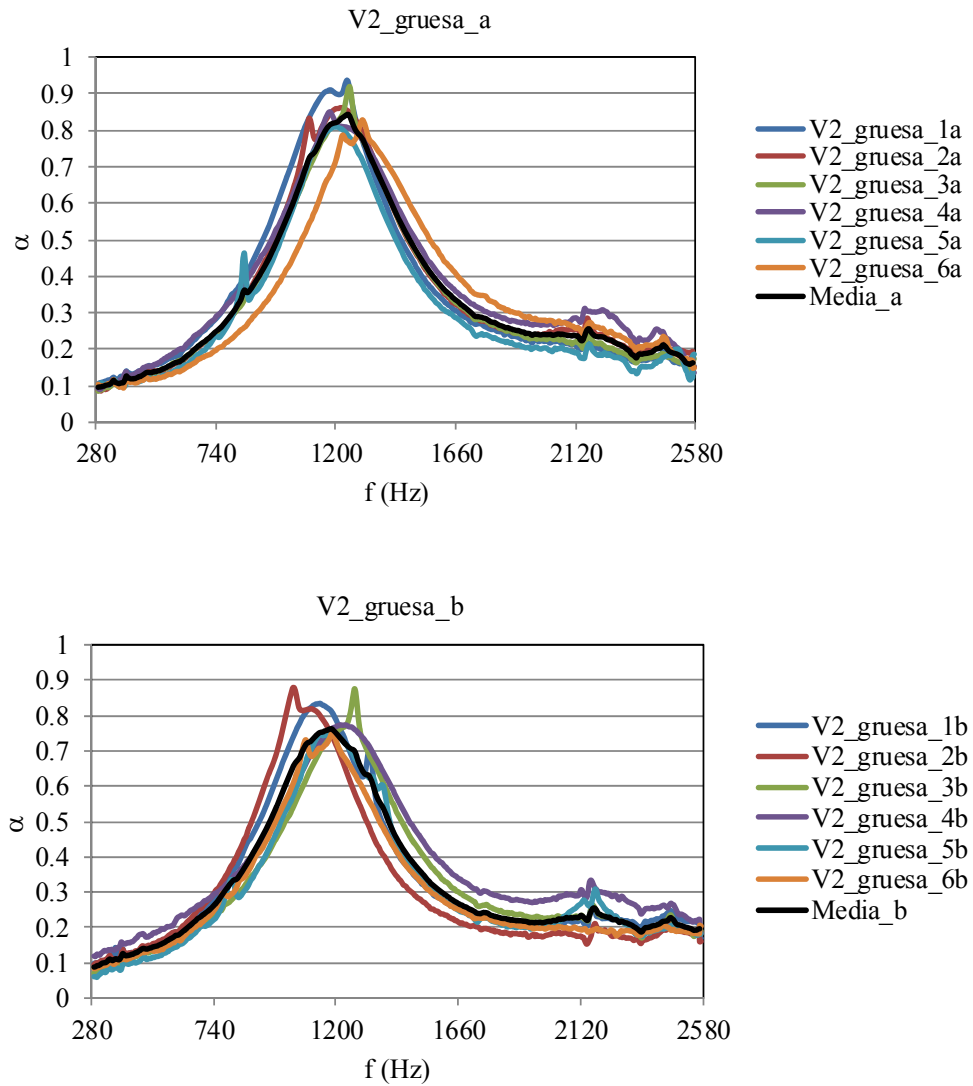 V2_gruesa_a
1
0.9
0.8
0.7
0.6
0.5
0.4
0.3
0.2
0.1
0
α
280 740 1200 1660 2120 2580
f (Hz)
V2_gruesa_1a
V2_gruesa_2a
V2_gruesa_3a
V2_gruesa_4a
V2_gruesa_5a
V2_gruesa_6a
Media_a
V2_gruesa_b
1
0.9
0.8
0.7
0.6
0.5
0.4
0.3
0.2
0.1
0
α
280 740 1200 1660 2120 2580
f (Hz)
V2_gruesa_1b
V2_gruesa_2b
V2_gruesa_3b
V2_gruesa_4b
V2_gruesa_5b
V2_gruesa_6b
Media_b